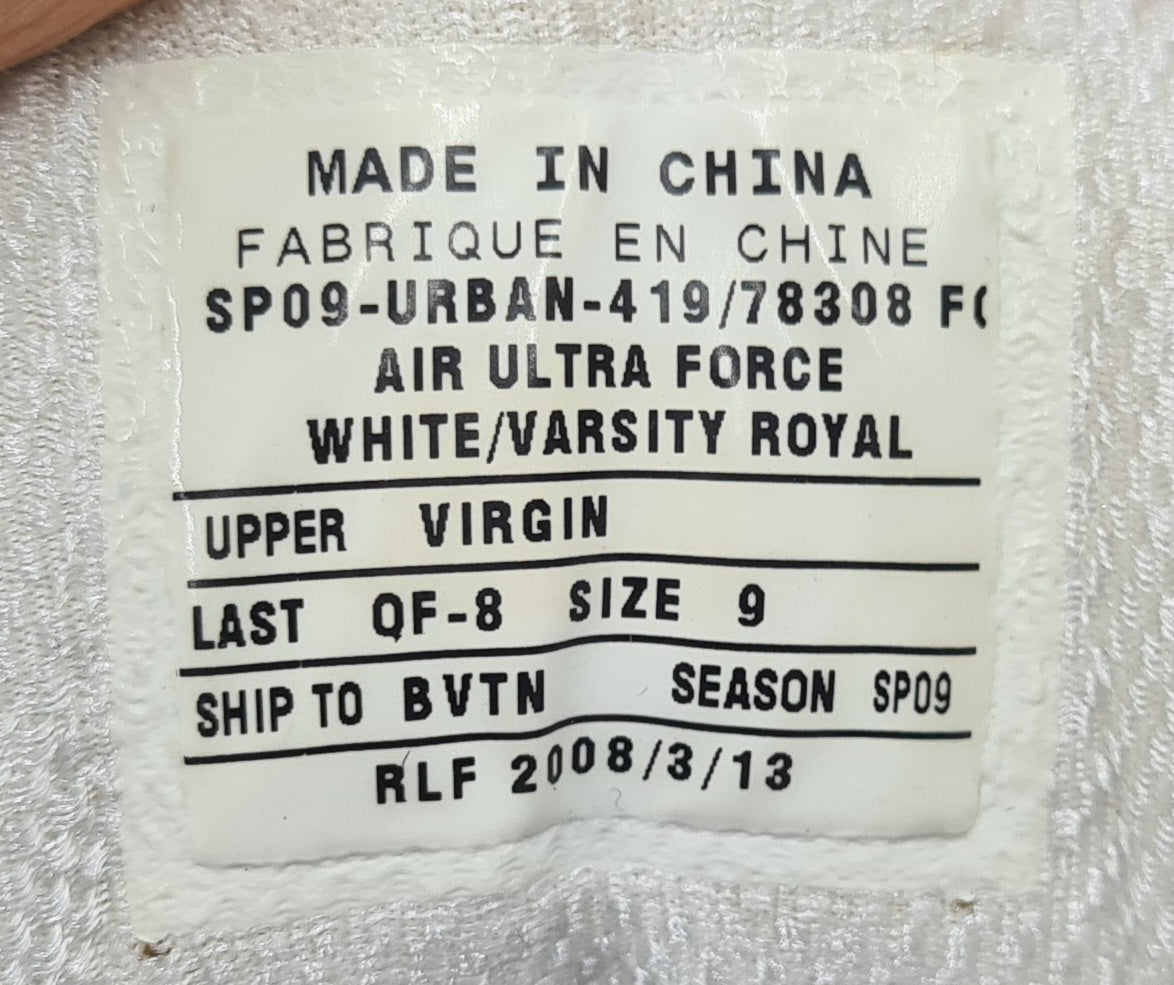 MADE IN CHINA
FABRIQUE EN CHINE
SP09-URBAN-419/78308
AIR ULTRA FORCE
WHITE/VARSITY ROYAL
UPPER VIRGIN
LAST QF-8 SIZE 9
SHIP TO BVTN SEASON SP09
RLF 2008/3/13